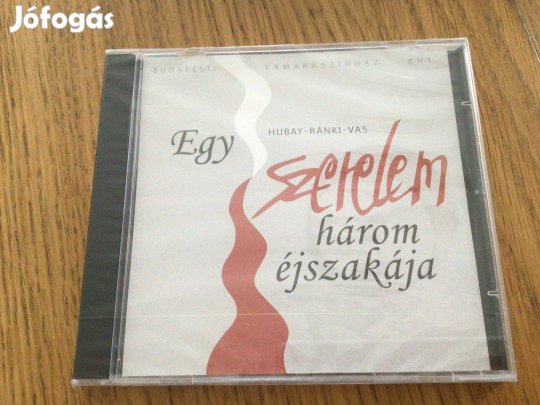 Jófogás
BUDAPESTI KAMARASZÍNHÁZ KHT.
HUBAY-RÁNKI-VAS
Egy
szerelem
három
éjszakája